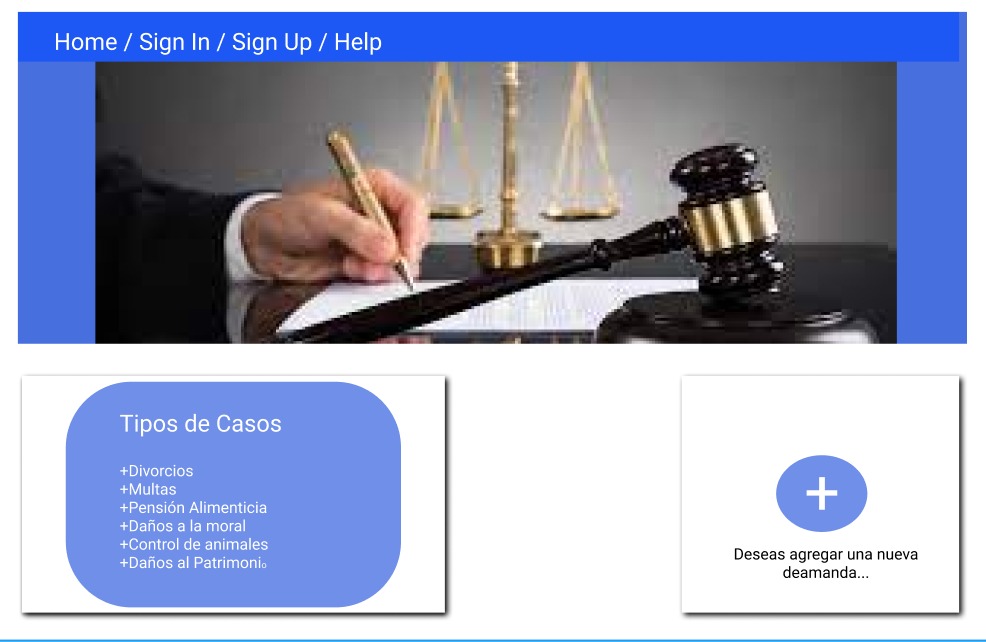 Home / Sign In / Sign Up / Help
Tipos de Casos
+Divorcios
+Multas
+Pensión Alimenticia
+Daños a la moral
+Control de animales
+Daños al Patrimonio
+
Deseas agregar una nueva
deamanda...